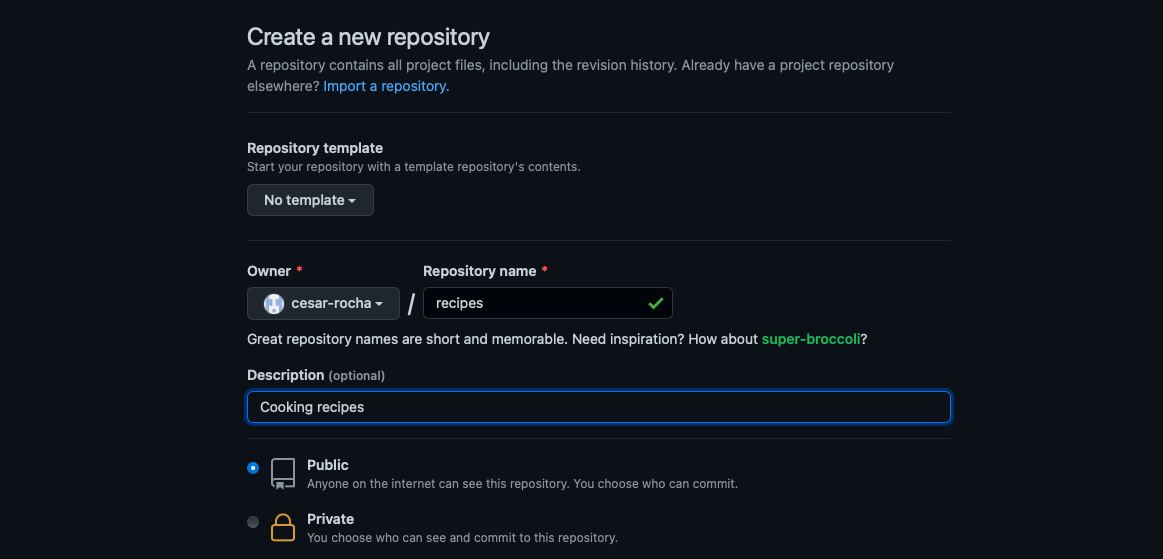 Create a new repository
A repository contains all project files, including the revision history. Already have a project repository
elsewhere? Import a repository.
Repository template
Start your repository with a template repository's contents.
No template
Owner * Repository name *
cesar-rocha / recipes
Great repository names are short and memorable. Need inspiration? How about super-broccoli?
Description (optional)
Cooking recipes
Public
Anyone on the internet can see this repository. You choose who can commit.
Private
You choose who can see and commit to this repository.